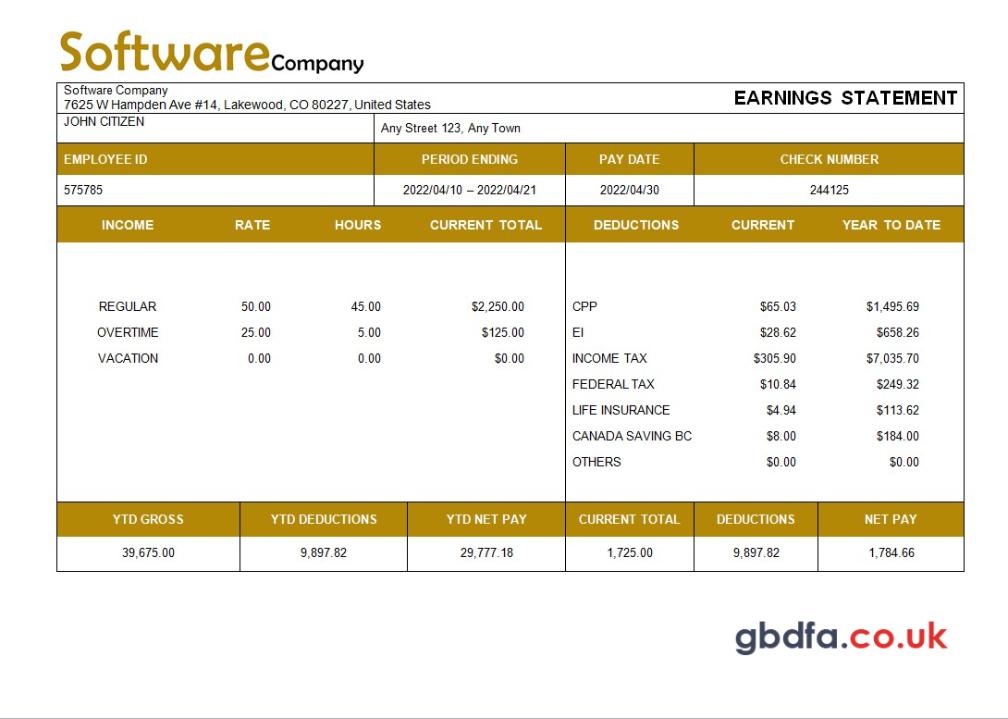 Software Company
Software Company
7625 W Hampden Ave #14, Lakewood, CO 80227, United States
EARNINGS STATEMENT
JOHN CITIZEN
Any Street 123, Any Town
EMPLOYEE ID PERIOD ENDING PAY DATE CHECK NUMBER
575785 2022/04/10 – 2022/04/21 2022/04/30 244125
INCOME RATE HOURS CURRENT TOTAL DEDUCTIONS CURRENT YEAR TO DATE
REGULAR 50.00 45.00 $2,250.00 CPP $65.03 $1,495.69
OVERTIME 25.00 5.00 $125.00 EI $28.62 $658.26
VACATION 0.00 0.00 $0.00 INCOME TAX $305.90 $7,035.70
FEDERAL TAX $10.84 $249.32
LIFE INSURANCE $4.94 $113.62
CANADA SAVING BC $8.00 $184.00
OTHERS $0.00 $0.00
YTD GROSS YTD DEDUCTIONS YTD NET PAY CURRENT TOTAL DEDUCTIONS NET PAY
39,675.00 9,897.82 29,777.18 1,725.00 9,897.82 1,784.66
gbdfa.co.uk